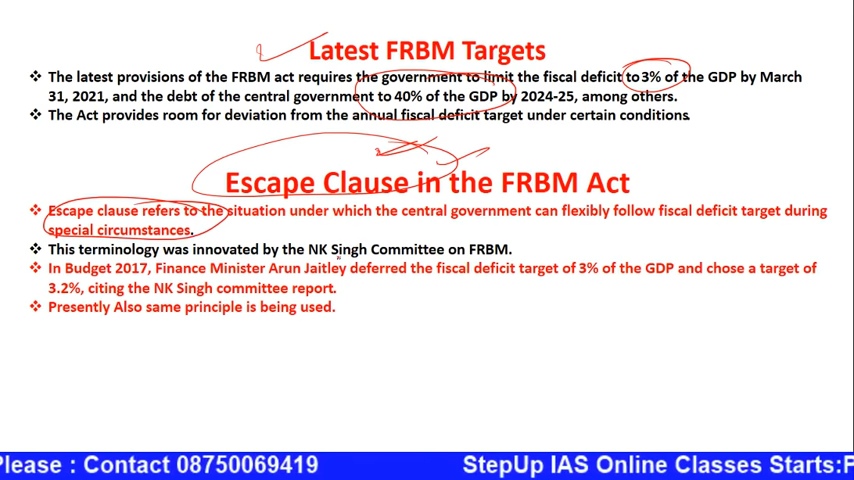 Latest FRBM Targets
❖ The latest provisions of the FRBM act requires the government to limit the fiscal deficit to 3% of the GDP by March
31, 2021, and the debt of the central government to 40% of the GDP by 2024-25, among others.
❖ The Act provides room for deviation from the annual fiscal deficit target under certain conditions.
Escape Clause in the FRBM Act
❖ Escape clause refers to the situation under which the central government can flexibly follow fiscal deficit target during
special circumstances.
❖ This terminology was innovated by the NK Singh Committee on FRBM.
❖ In Budget 2017, Finance Minister Arun Jaitley deferred the fiscal deficit target of 3% of the GDP and chose a target of
3.2%, citing the NK Singh committee report.
❖ Presently Also same principle is being used.
Please : Contact 08750069419 StepUp IAS Online Classes Starts:F